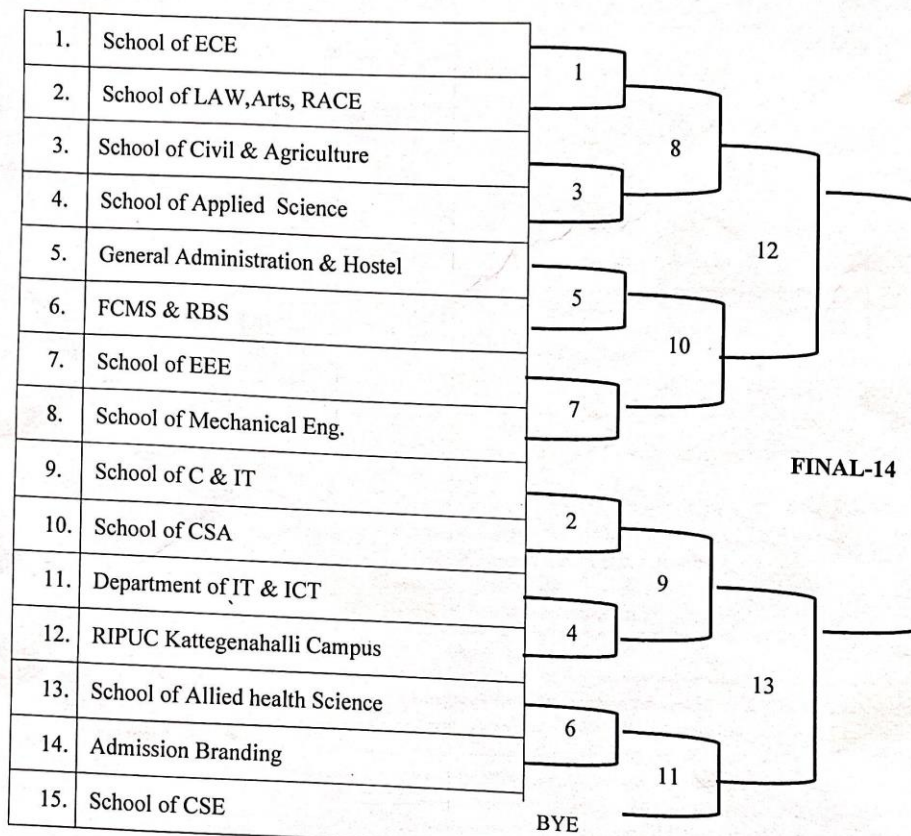 1. School of ECE
2. School of LAW,Arts, RACE
3. School of Civil & Agriculture
4. School of Applied Science
5. General Administration & Hostel
6. FCMS & RBS
7. School of EEE
8. School of Mechanical Eng.
9. School of C & IT
10. School of CSA
11. Department of IT & ICT
12. RIPUC Kattegenahalli Campus
13. School of Allied health Science
14. Admission Branding
15. School of CSE
BYE
1
3
5
7
2
4
6
8
10
9
11
12
13
FINAL-14